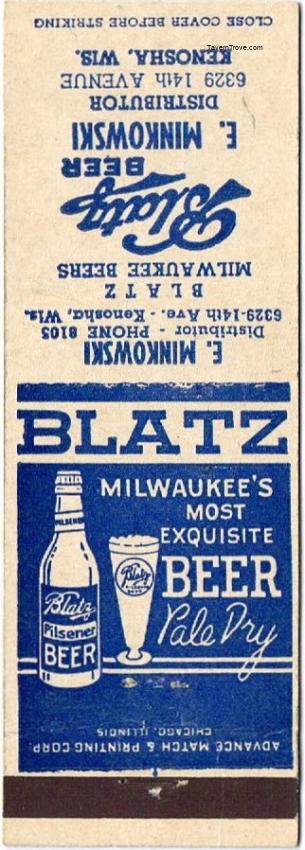 TavernTrove.com
CLOSE COVER BEFORE STRIKING
E. MINKOWSKI
Distributor - PHONE 8105
6329-14th Ave. - Kenosha, Wis.
BLATZ
MILWAUKEE BEERS
Blatz
BEER
E. MINKOWSKI
DISTRIBUTOR
6329 14th AVENUE
KENOSHA, WIS.
BLATZ
MILWAUKEE'S
MOST
EXQUISITE
BEER
Pale Dry
PILSENER
Blatz
Pilsener
BEER
Blatz
ADVANCE MATCH & PRINTING CORP.
CHICAGO, ILLINOIS